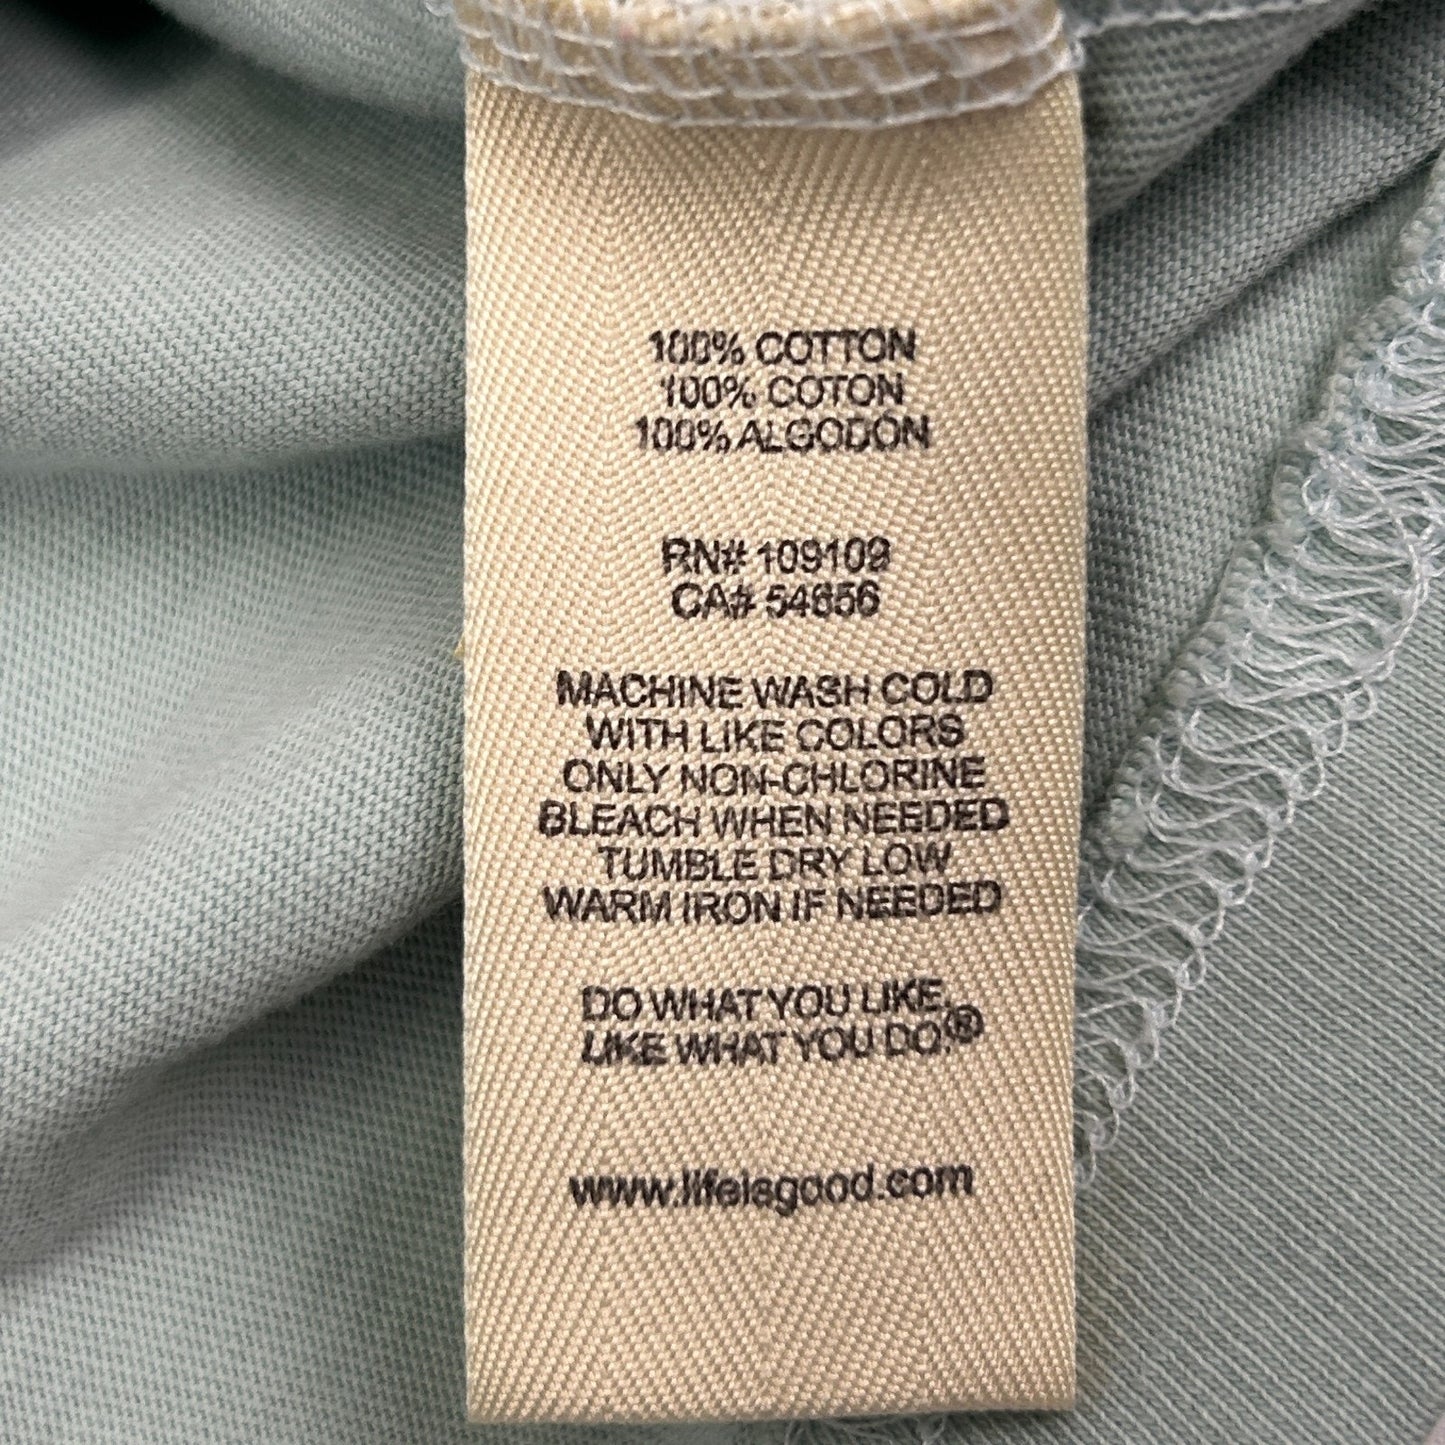 100% COTTON
100% COTON
100% ALGODÓN
RN# 109109
CA# 54656
MACHINE WASH COLD
WITH LIKE COLORS
ONLY NON-CHLORINE
BLEACH WHEN NEEDED
TUMBLE DRY LOW
WARM IRON IF NEEDED
DO WHAT YOU LIKE.
LIKE WHAT YOU DO.®
www.lifeisgood.com